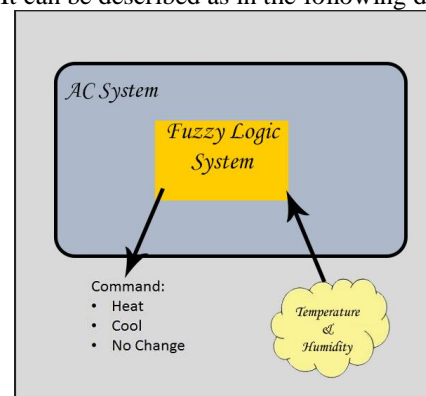 It can be described as in the following d
AC System
Fuzzy Logic
System
Command:
• Heat
• Cool
• No Change
Temperature
&
Humidity